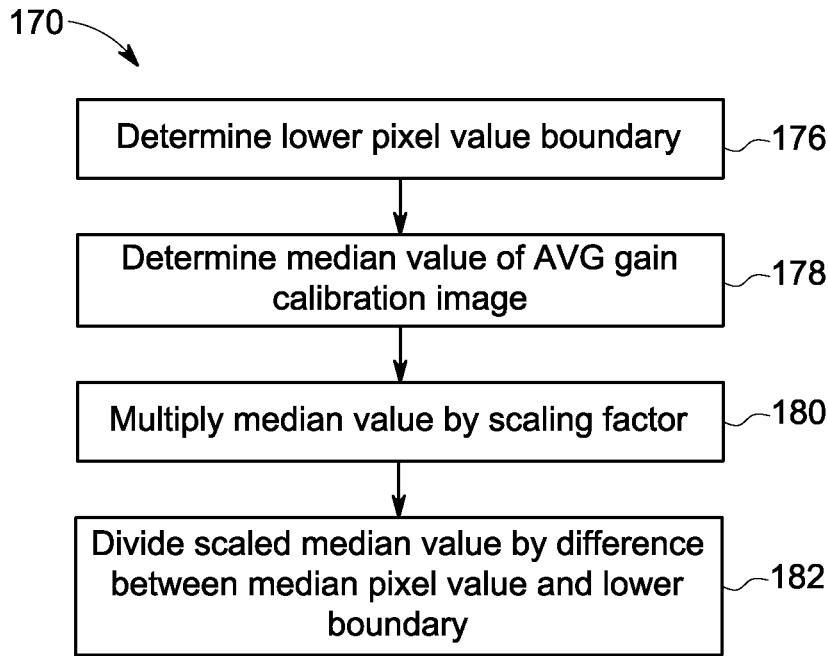 170
Determine lower pixel value boundary
176
Determine median value of AVG gain
calibration image
178
Multiply median value by scaling factor
180
Divide scaled median value by difference
between median pixel value and lower
boundary
182